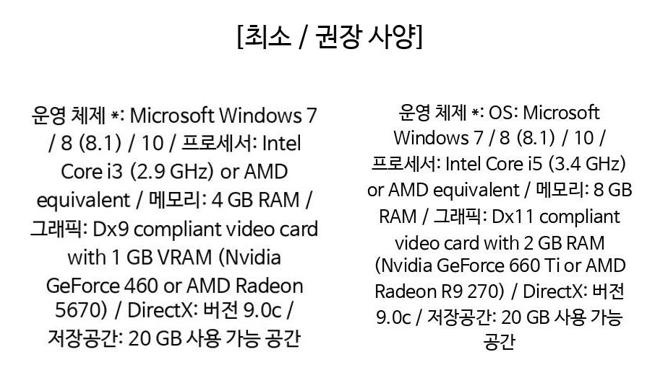 [최소 / 권장 사양]
운영 체제 *: Microsoft Windows 7
/ 8 (8.1) / 10 / 프로세서: Intel
Core i3 (2.9 GHz) or AMD
equivalent / 메모리: 4 GB RAM /
그래픽: Dx9 compliant video card
with 1 GB VRAM (Nvidia
GeForce 460 or AMD Radeon
5670) / DirectX: 버전 9.0c /
저장공간: 20 GB 사용 가능 공간
운영 체제 *: OS: Microsoft
Windows 7 / 8 (8.1) / 10 /
프로세서: Intel Core i5 (3.4 GHz)
or AMD equivalent / 메모리: 8 GB
RAM / 그래픽: Dx11 compliant
video card with 2 GB RAM
(Nvidia GeForce 660 Ti or AMD
Radeon R9 270) / DirectX: 버전
9.0c / 저장공간: 20 GB 사용 가능
공간